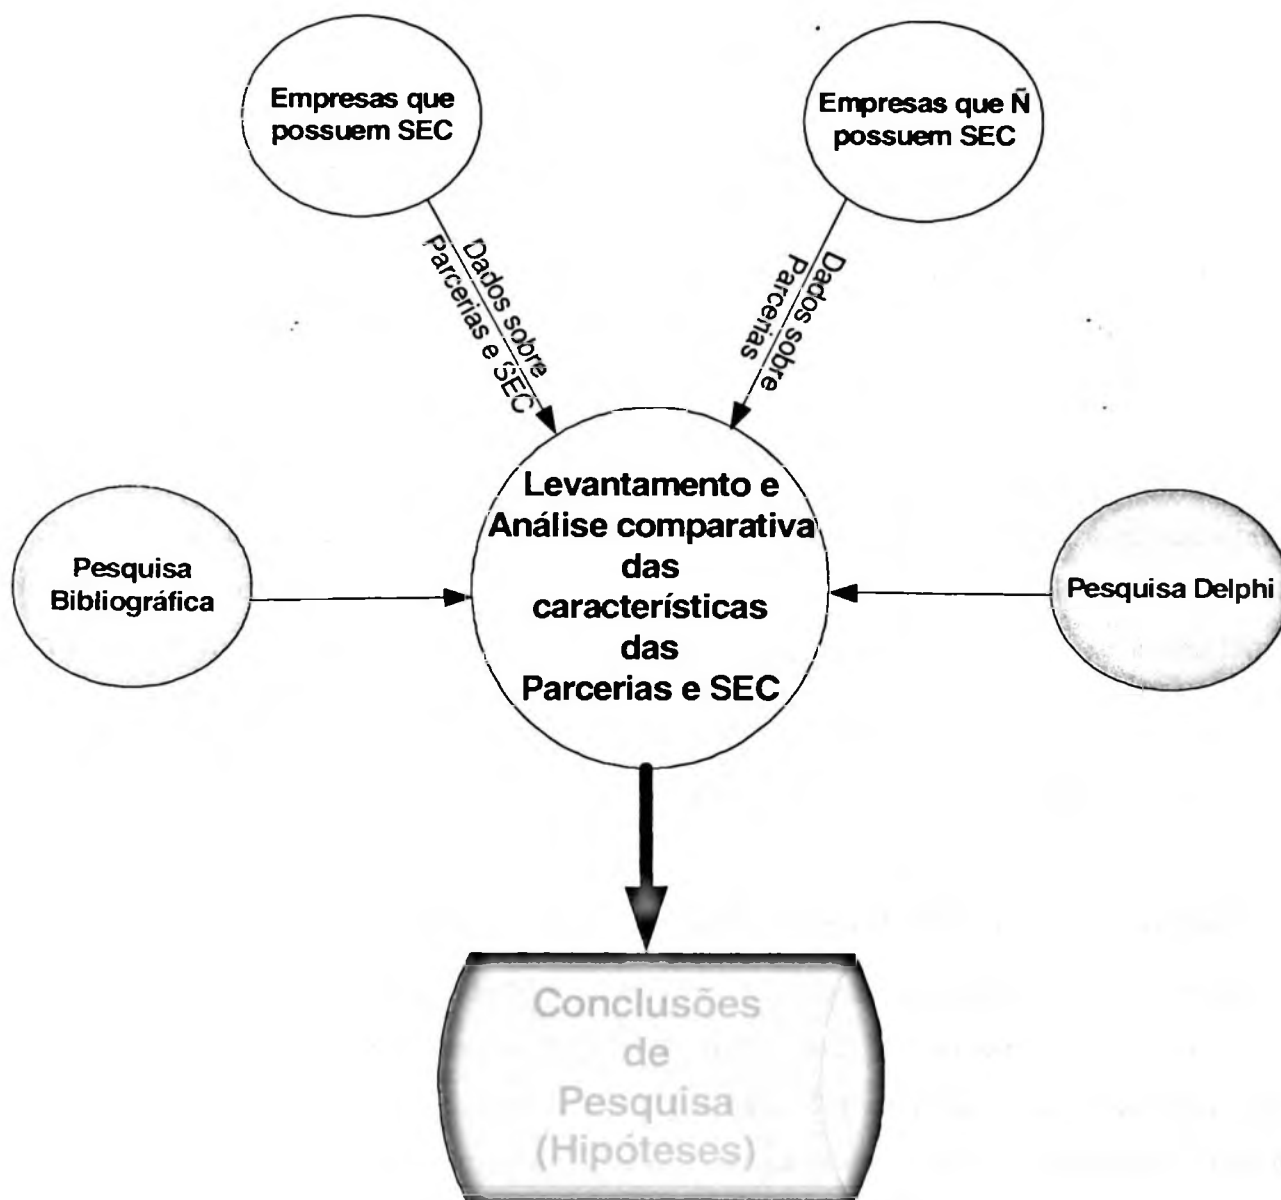 Empresas que
possuem SEC
Empresas que Ñ
possuem SEC
Dados sobre
Parcerias e SEC
Dados sobre
Parcerias
Levantamento e
Análise comparativa
das
características
das
Parcerias e SEC
Pesquisa
Bibliográfica
Pesquisa Delphi
Conclusões
de
Pesquisa
(Hipóteses)